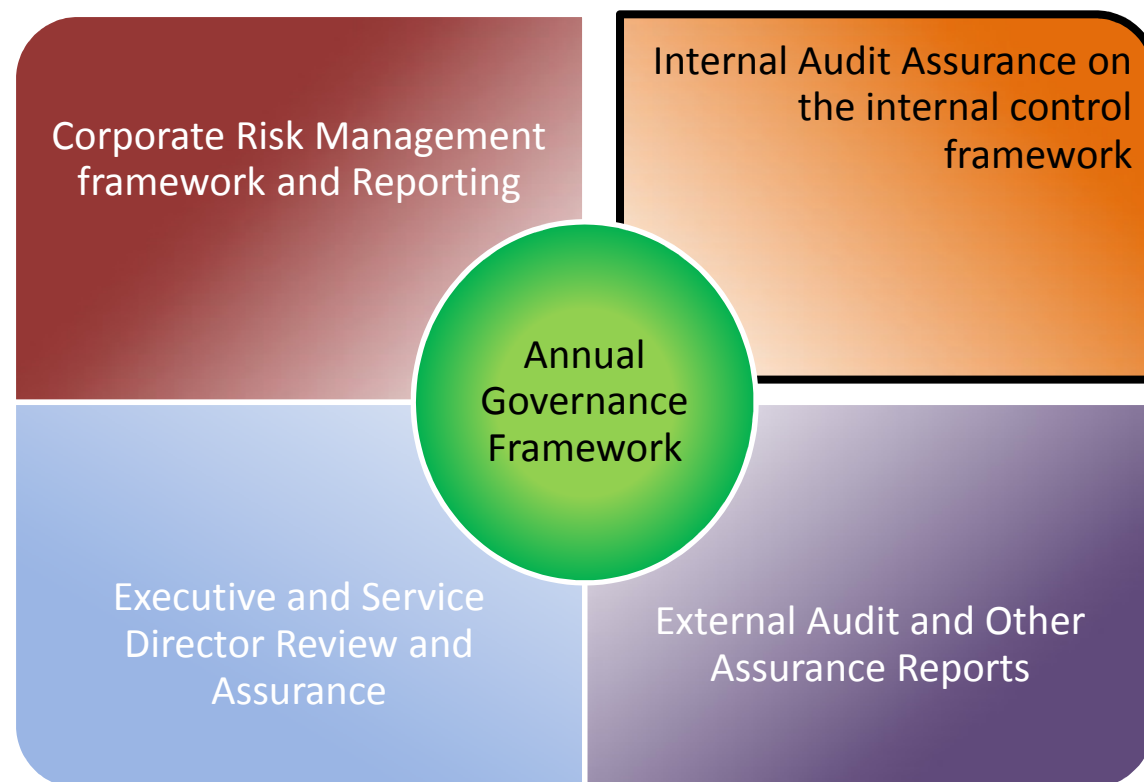 Corporate Risk Management
framework and Reporting
Internal Audit Assurance on
the internal control
framework
Annual
Governance
Framework
Executive and Service
Director Review and
Assurance
External Audit and Other
Assurance Reports